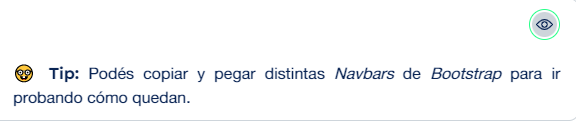 🤓 Tip: Podés copiar y pegar distintas Navbars de Bootstrap para ir
probando cómo quedan.